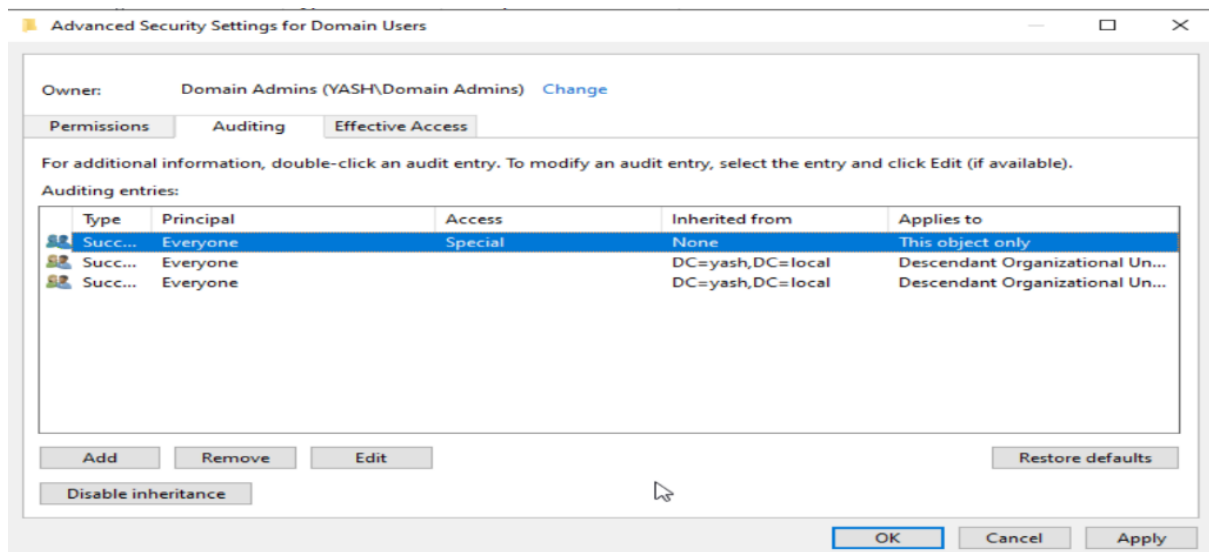 Advanced Security Settings for Domain Users
Owner: Domain Admins (YASH\Domain Admins) Change
Permissions Auditing Effective Access
For additional information, double-click an audit entry. To modify an audit entry, select the entry and click Edit (if available).
Auditing entries:
Type Principal Access Inherited from Applies to
Succ... Everyone Special None This object only
Succ... Everyone DC=yash,DC=local Descendant Organizational Un...
Succ... Everyone DC=yash,DC=local Descendant Organizational Un...
Add Remove Edit Restore defaults
Disable inheritance
OK Cancel Apply